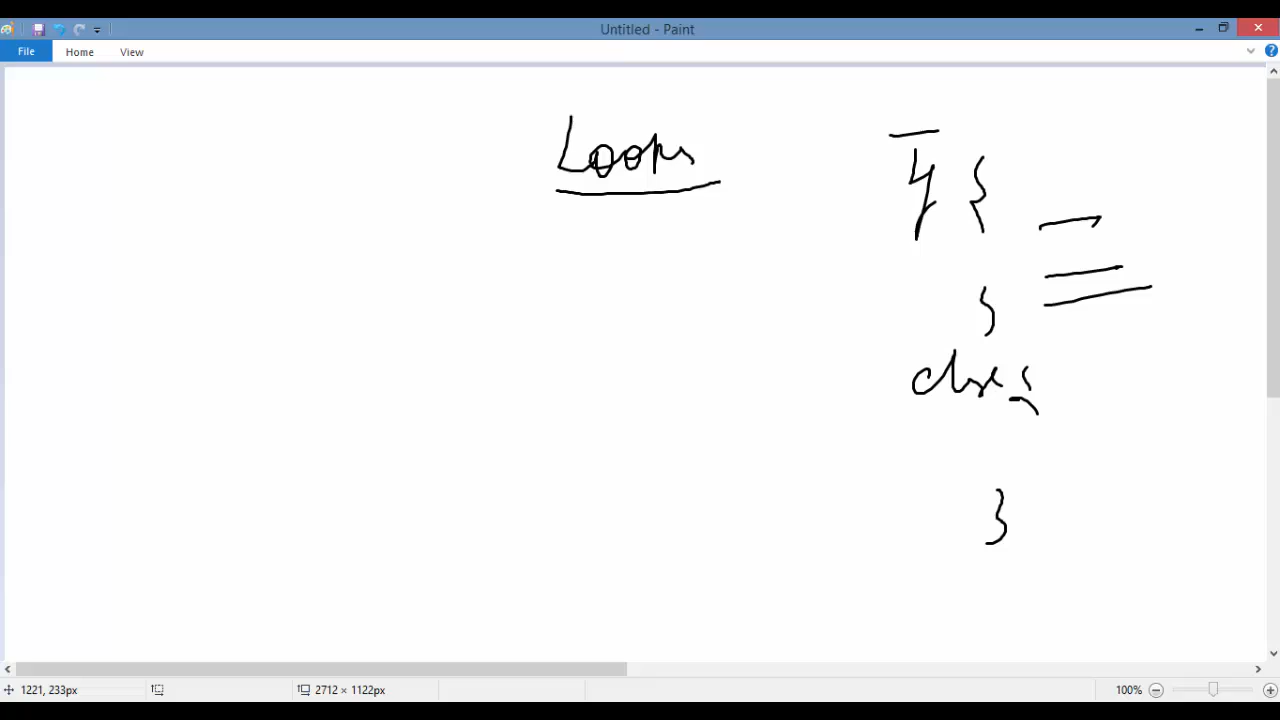 Untitled - Paint
File Home View
Loops
if {
}
else {
}
1221, 233px 2712 × 1122px 100%